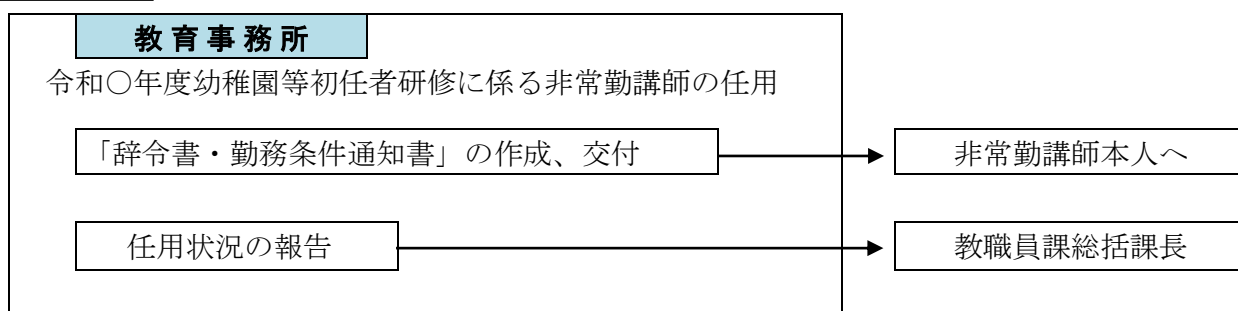 教育事務所
令和○年度幼稚園等初任者研修に係る非常勤講師の任用
「辞令書・勤務条件通知書」の作成、交付
非常勤講師本人へ
任用状況の報告
教職員課総括課長